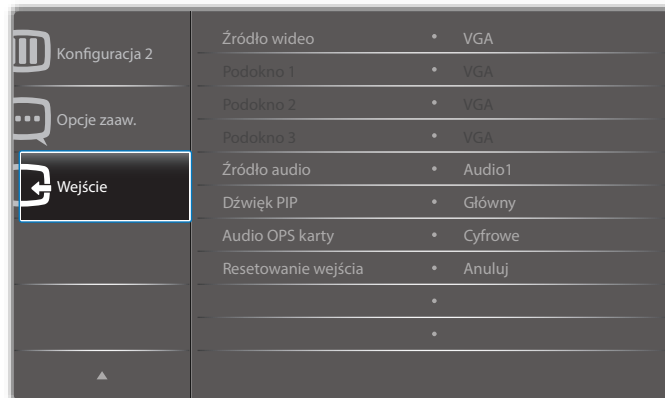 Konfiguracja 2
Opcje zaaw.
Wejście
Źródło wideo • VGA
Podokno 1 • VGA
Podokno 2 • VGA
Podokno 3 • VGA
Źródło audio • Audio1
Dźwięk PIP • Główny
Audio OPS karty • Cyfrowe
Resetowanie wejścia • Anuluj
•
•